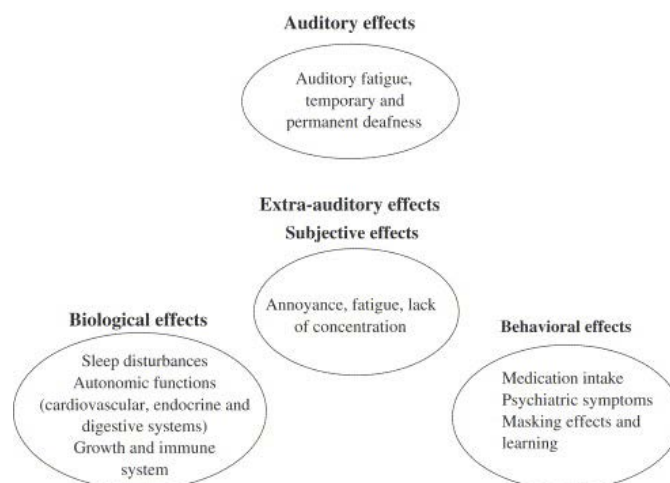 Auditory effects
Auditory fatigue,
temporary and
permanent deafness
Extra-auditory effects
Subjective effects
Annoyance, fatigue, lack
of concentration
Biological effects
Sleep disturbances
Autonomic functions
(cardiovascular, endocrine and
digestive systems)
Growth and immune
system
Behavioral effects
Medication intake
Psychiatric symptoms
Masking effects and
learning